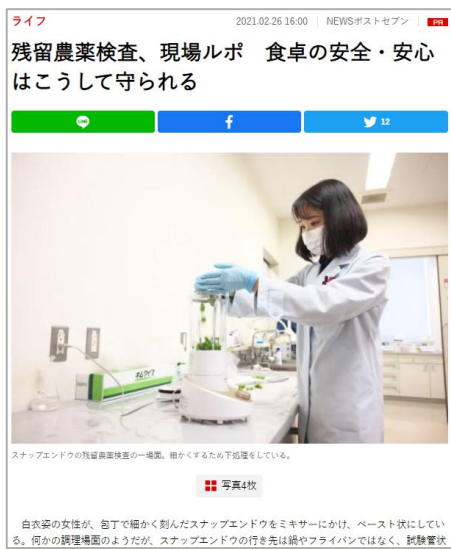 ライフ
2021.02.26 16:00 NEWSポストセブン PR
残留農薬検査、現場ルポ 食卓の安全・安心
はこうして守られる
LINE
12
キムワイプ
スナップエンドウの残留農薬検査の一場面。細かくするため下処理をしている。
写真4枚
白衣姿の女性が、包丁で細かく刻んだスナップエンドウをミキサーにかけ、ペースト状にしてい
る。何かの調理場面のようだが、スナップエンドウの行き先は鍋やフライパンではなく、試験管状